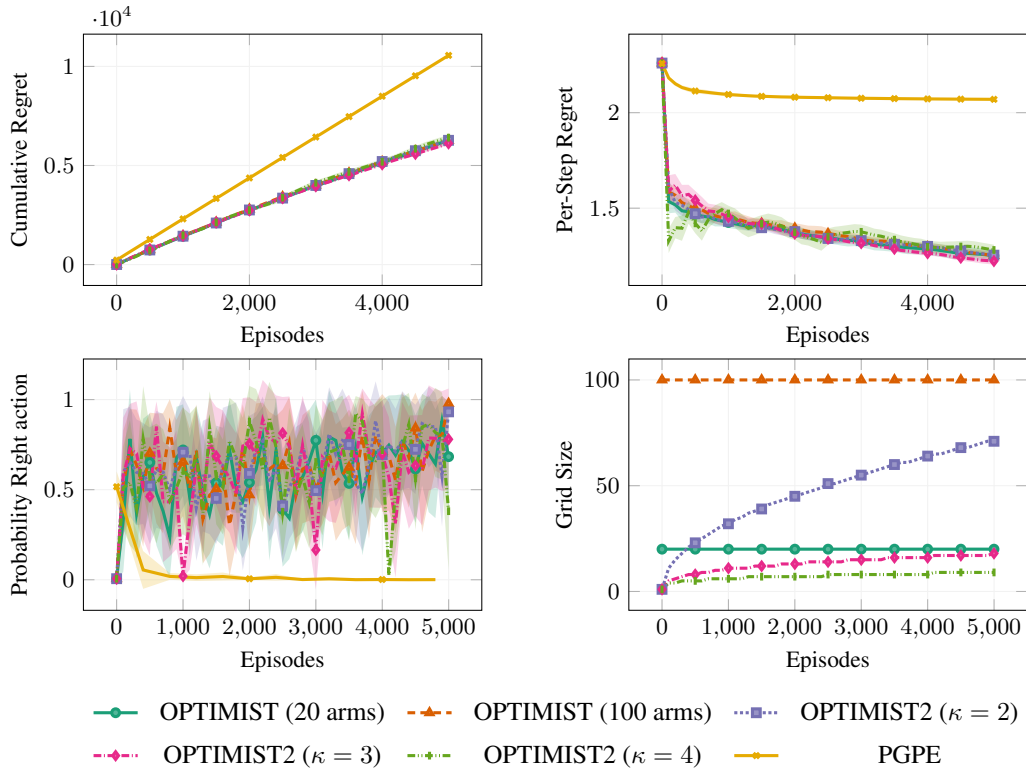 ·10⁴
1
0.5
0
Cumulative Regret
0 2,000 4,000
Episodes
2
1.5
Per-Step Regret
0 2,000 4,000
Episodes
1
0.5
0
Probability Right action
0 1,000 2,000 3,000 4,000 5,000
Episodes
100
50
0
Grid Size
0 1,000 2,000 3,000 4,000 5,000
Episodes
OPTIMIST (20 arms) OPTIMIST (100 arms) OPTIMIST2 (κ = 2)
OPTIMIST2 (κ = 3) OPTIMIST2 (κ = 4) PGPE